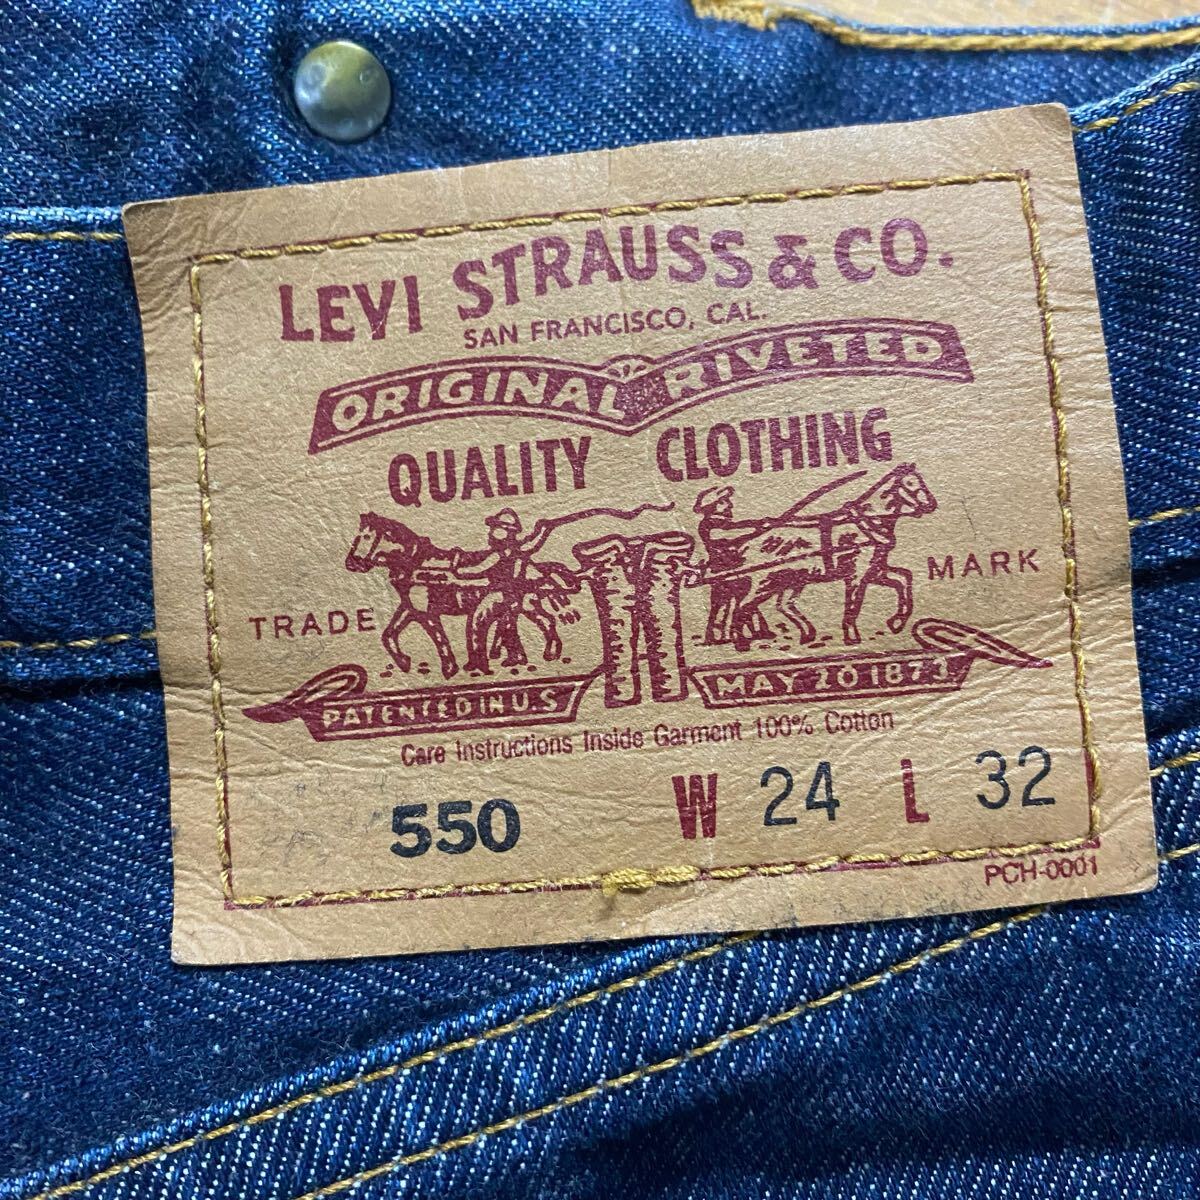 LEVI STRAUSS & CO.
SAN FRANCISCO, CAL.
ORIGINAL RIVETED
QUALITY CLOTHING
TRADE MARK
PATENTED IN U.S MAY 20 1873
Care Instructions Inside Garment 100% Cotton
550 W 24 L 32
PCH-0001